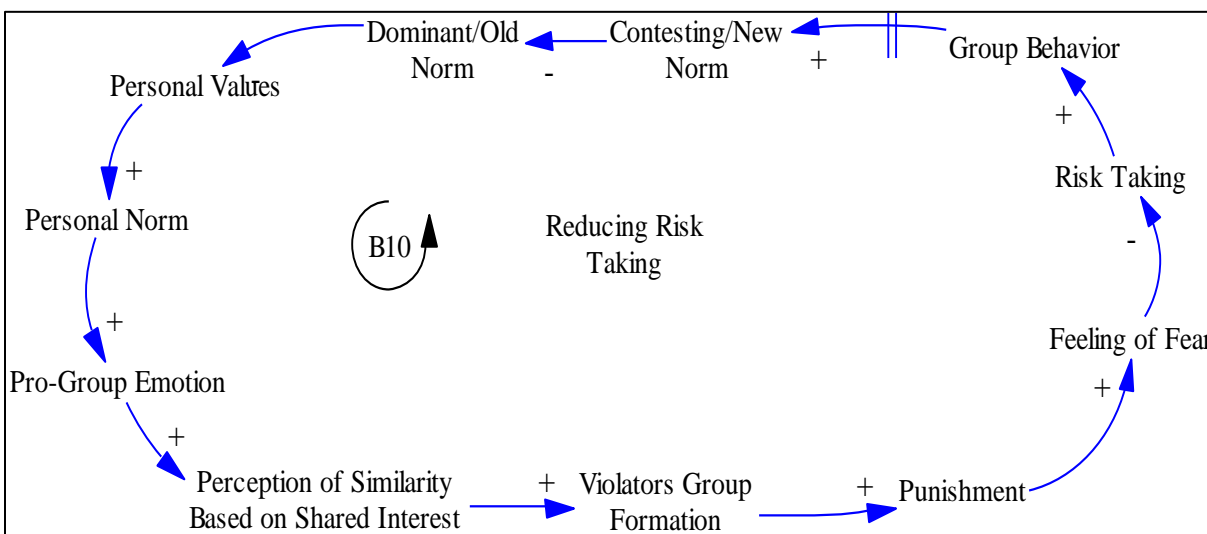 Dominant/Old
Norm
-
Contesting/New
Norm
+
Group Behavior
Personal Values
-
+
Risk Taking
+
Personal Norm
B10
Reducing Risk
Taking
-
+
Feeling of Fear
Pro-Group Emotion
+
+
Perception of Similarity
Based on Shared Interest
+
Violators Group
Formation
+
Punishment